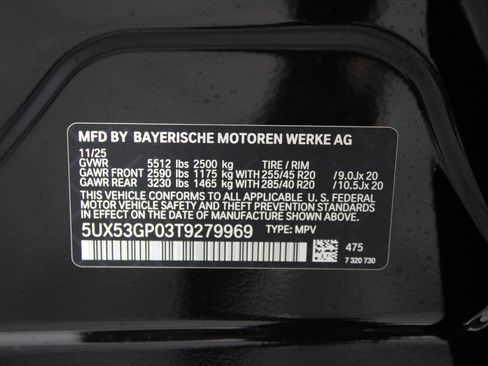 MFD BY BAYERISCHE MOTOREN WERKE AG
11/25
GVWR 5512 lbs 2500 kg TIRE / RIM
GAWR FRONT 2590 lbs 1175 kg WITH 255/45 R20 /9.0Jx 20
GAWR REAR 3230 lbs 1465 kg WITH 285/40 R20 /10.5Jx 20
THIS VEHICLE CONFORMS TO ALL APPLICABLE U.S. FEDERAL
MOTOR VEHICLE SAFETY STANDARDS IN EFFECT ON THE
DATE OF MANUFACTURE SHOWN ABOVE.
5UX53GP03T9279969 TYPE: MPV
475
7 320 730